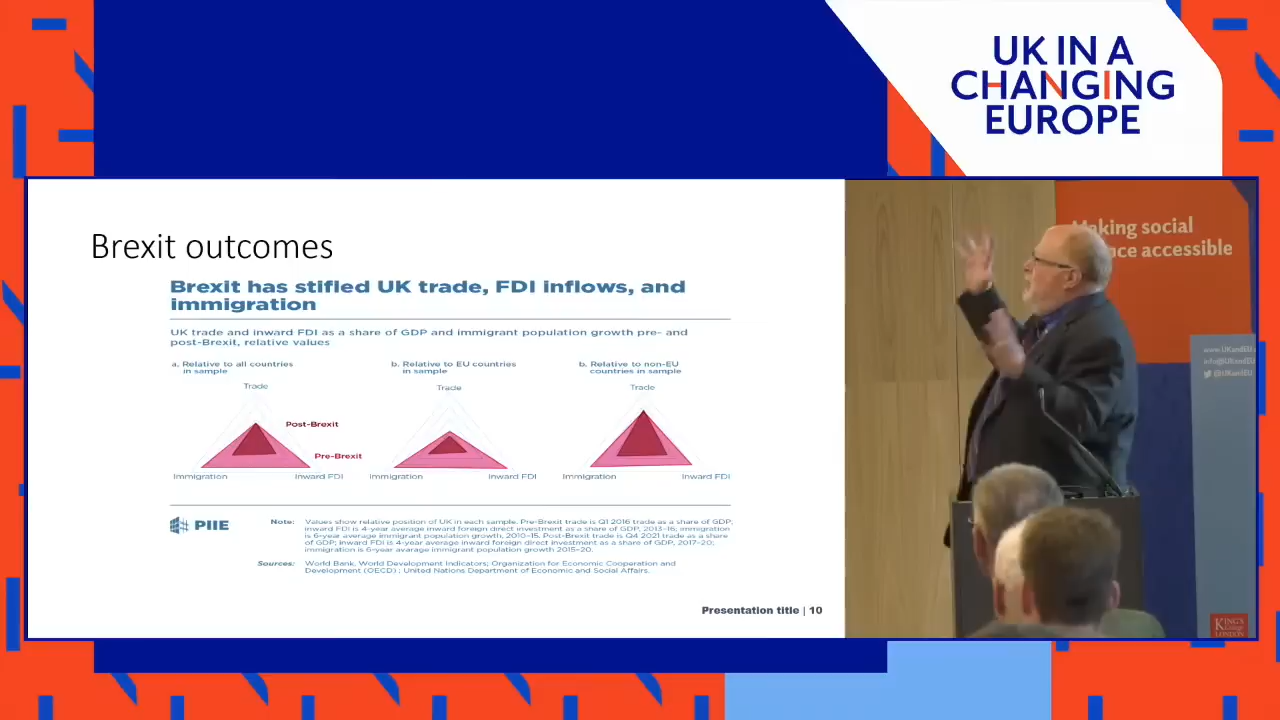 UK IN A
CHANGING
EUROPE
Brexit outcomes
Brexit has stifled UK trade, FDI inflows, and
immigration
UK trade and inward FDI as a share of GDP and immigrant population growth pre- and
post-Brexit, relative values
a. Relative to all countries
in sample
Trade
Post-Brexit
Pre-Brexit
Immigration
Inward FDI
b. Relative to EU countries
in sample
Trade
Immigration
Inward FDI
b. Relative to non-EU
countries in sample
Trade
Immigration
Inward FDI
PIIE
Note: Values show relative position of UK in each sample. Pre-Brexit trade is Q1 2016 trade as a share of GDP;
inward FDI is 4-year average inward foreign direct investment as a share of GDP, 2013-16; immigration
is 6-year average immigrant population growth, 2010-15. Post-Brexit trade is Q4 2021 trade as a share
of GDP; inward FDI is 4-year average inward foreign direct investment as a share of GDP, 2017-20;
immigration is 6-year avarage immigrant population growth 2015-20.
Sources: World Bank, World Development Indicators; Organization for Economic Cooperation and
Development (OECD); United Nations Department of Economic and Social Affairs.
Presentation title | 10
aking social
nce accessible
www.UKandEU
info@UKandEU
@UKandEU
KING'S
College
LONDON